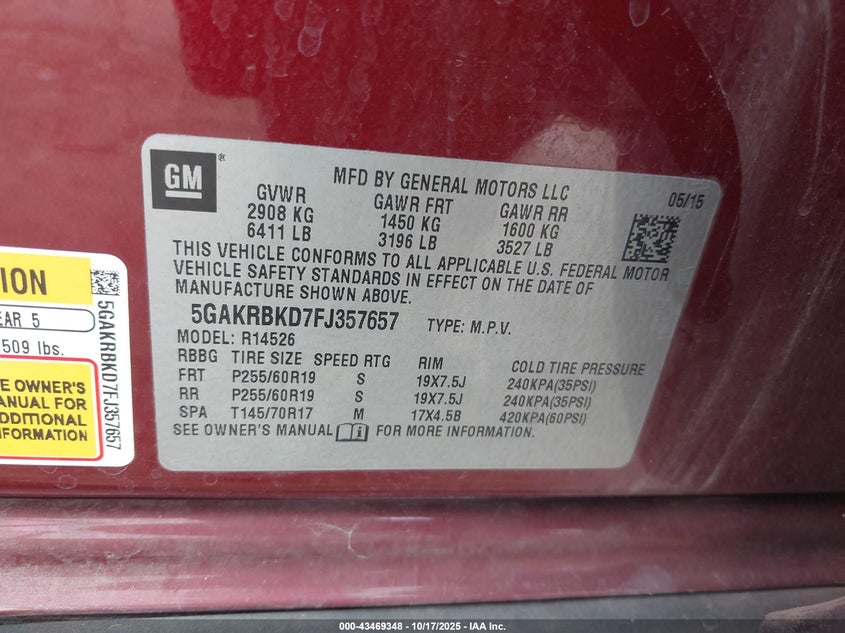 GM ®
MFD BY GENERAL MOTORS LLC
05/15
GVWR GAWR FRT GAWR RR
2908 KG 1450 KG 1600 KG
6411 LB 3196 LB 3527 LB
THIS VEHICLE CONFORMS TO ALL APPLICABLE U.S. FEDERAL MOTOR
VEHICLE SAFETY STANDARDS IN EFFECT ON THE DATE OF
MANUFACTURE SHOWN ABOVE.
5GAKRBKD7FJ357657 TYPE: M.P.V.
MODEL: R14526
RBBG TIRE SIZE SPEED RTG RIM COLD TIRE PRESSURE
FRT P255/60R19 S 19X7.5J 240KPA(35PSI)
RR P255/60R19 S 19X7.5J 240KPA(35PSI)
SPA T145/70R17 M 17X4.5B 420KPA(60PSI)
SEE OWNER'S MANUAL FOR MORE INFORMATION.
ION
EAR 5
509 lbs.
E OWNER'S
ANUAL FOR
DDITIONAL
FORMATION
5GAKRBKD7FJ357657
000-43469348 | 10/17/2025 - IAA Inc.